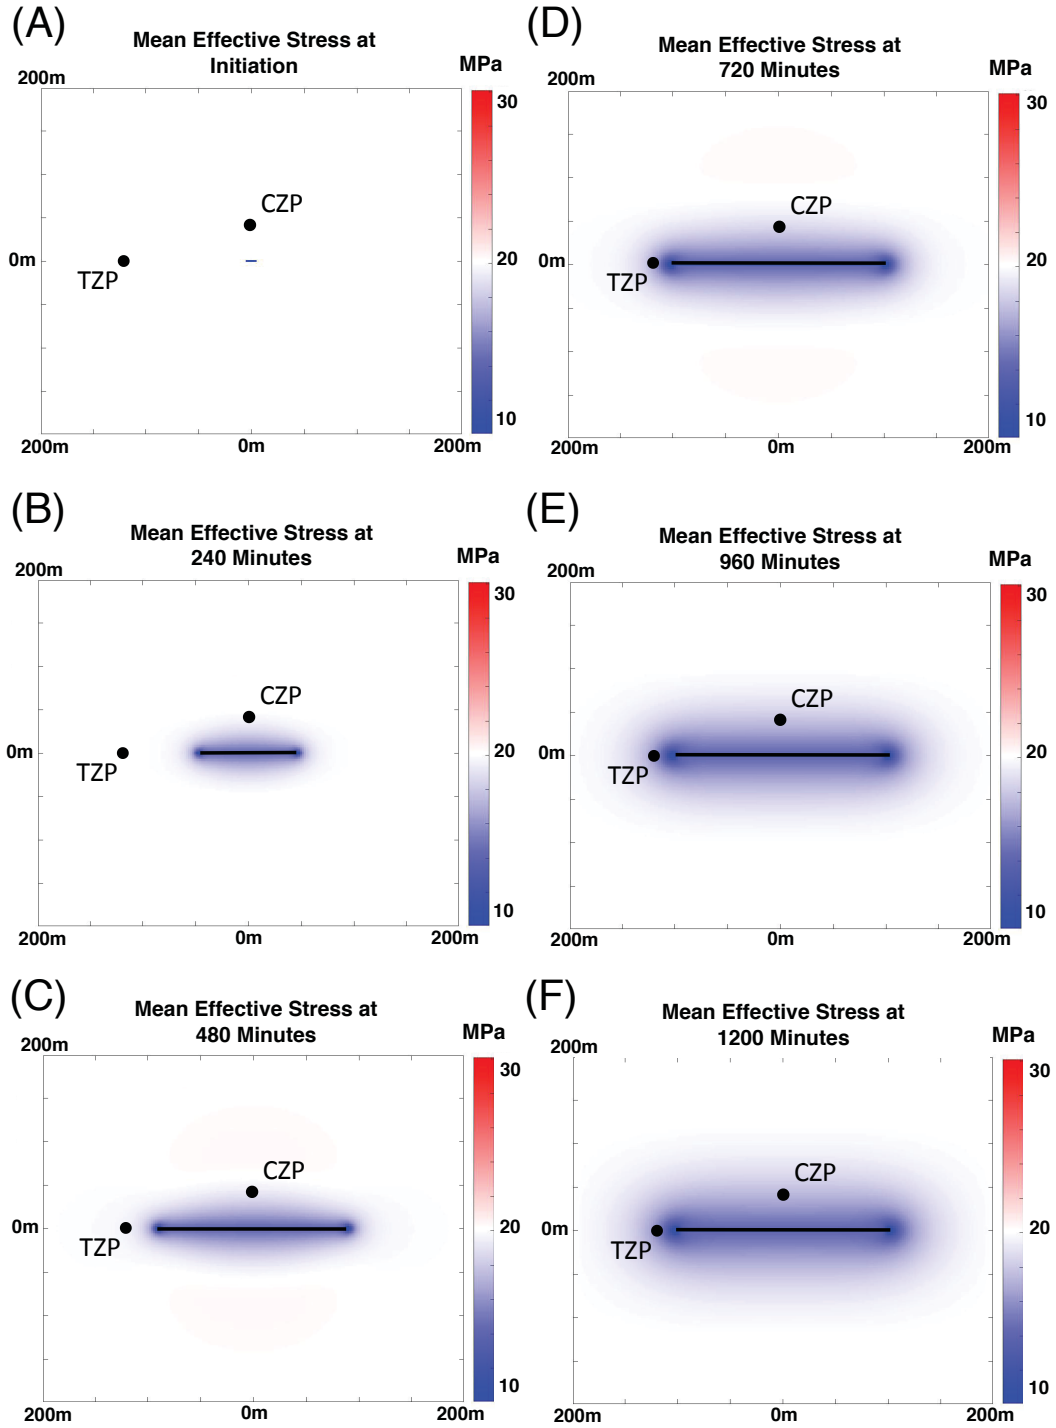 (A)
Mean Effective Stress at
Initiation
MPa
200m
30
CZP
0m
20
TZP
10
200m
0m
200m
(B)
Mean Effective Stress at
240 Minutes
MPa
200m
30
CZP
0m
20
TZP
10
200m
0m
200m
(C)
Mean Effective Stress at
480 Minutes
MPa
200m
30
CZP
0m
20
TZP
10
200m
0m
200m
(D)
Mean Effective Stress at
720 Minutes
MPa
200m
30
CZP
0m
20
TZP
10
200m
0m
200m
(E)
Mean Effective Stress at
960 Minutes
MPa
200m
30
CZP
0m
20
TZP
10
200m
0m
200m
(F)
Mean Effective Stress at
1200 Minutes
MPa
200m
30
CZP
0m
20
TZP
10
200m
0m
200m